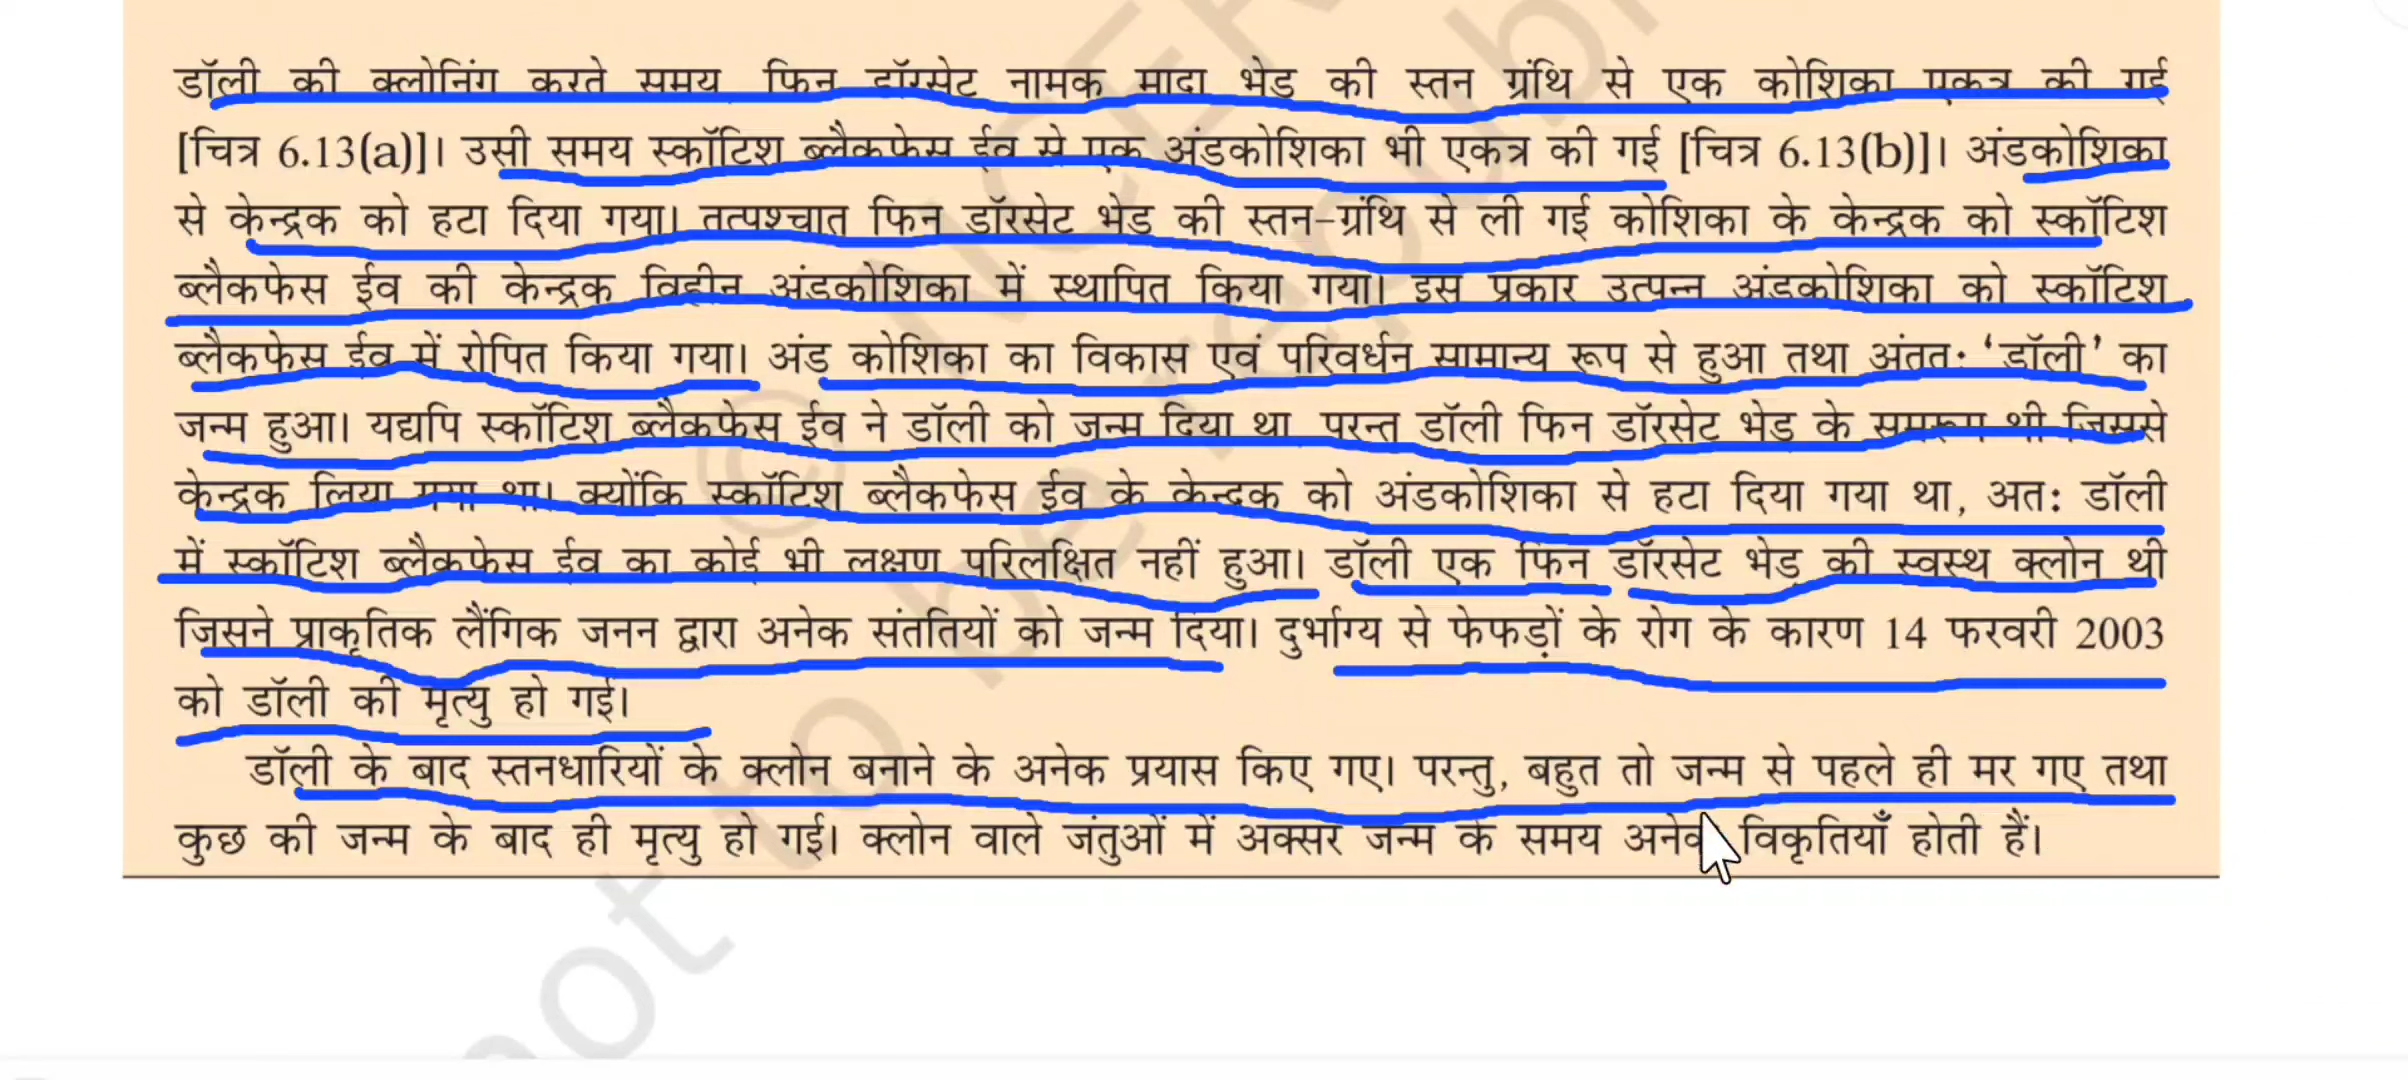 डॉली की क्लोनिंग करते समय फिन डॉरसेट नामक मादा भेड की स्तन ग्रंथि से एक कोशिका एकत्र की गई
[चित्र 6.13(a)]। उसी समय स्कॉटिश ब्लैकफेस ईव से एक अंडकोशिका भी एकत्र की गई [चित्र 6.13(b)]। अंडकोशिका
से केन्द्रक को हटा दिया गया। तत्पश्चात फिन डॉरसेट भेड की स्तन-ग्रंथि से ली गई कोशिका के केन्द्रक को स्कॉटिश
ब्लैकफेस ईव की केन्द्रक विहीन अंडकोशिका में स्थापित किया गया। इस प्रकार उत्पन्न अंडकोशिका को स्कॉटिश
ब्लैकफेस ईव में रोपित किया गया। अंड कोशिका का विकास एवं परिवर्धन सामान्य रूप से हुआ तथा अंततः ‘डॉली’ का
जन्म हुआ। यद्यपि स्कॉटिश ब्लैकफेस ईव ने डॉली को जन्म दिया था परन्तु डॉली फिन डॉरसेट भेड के समरूप थी जिससे
केन्द्रक लिया गया था। क्योंकि स्कॉटिश ब्लैकफेस ईव के केन्द्रक को अंडकोशिका से हटा दिया गया था, अतः डॉली
में स्कॉटिश ब्लैकफेस ईव का कोई भी लक्षण परिलक्षित नहीं हुआ। डॉली एक फिन डॉरसेट भेड की स्वस्थ क्लोन थी
जिसने प्राकृतिक लैंगिक जनन द्वारा अनेक संततियों को जन्म दिया। दुर्भाग्य से फेफड़ों के रोग के कारण 14 फरवरी 2003
को डॉली की मृत्यु हो गई।
डॉली के बाद स्तनधारियों के क्लोन बनाने के अनेक प्रयास किए गए। परन्तु, बहुत तो जन्म से पहले ही मर गए तथा
कुछ की जन्म के बाद ही मृत्यु हो गई। क्लोन वाले जंतुओं में अक्सर जन्म के समय अनेक विकृतियाँ होती हैं।
© NCER
not to be republ